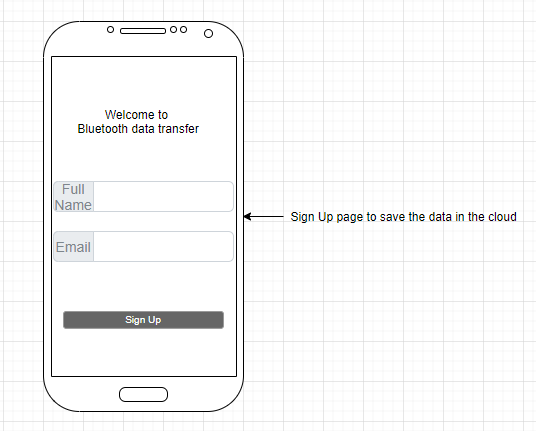 Welcome to
Bluetooth data transfer
Full
Name
Sign Up page to save the data in the cloud
Email
Sign Up